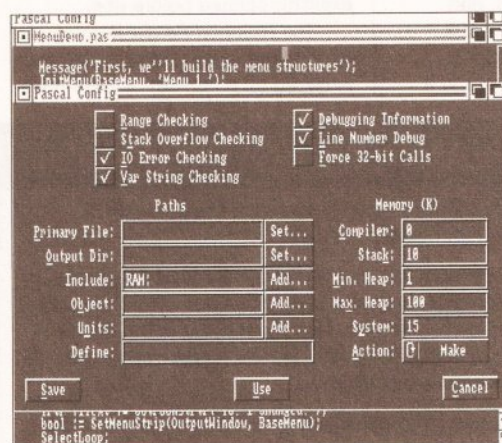 Pascal Config
MenuDemo.pas
Message('First, we''ll build the menu structures');
InitMenu(BaseMenu, 'Menu 1');
Pascal Config
Range Checking
Debugging Information
Stack Overflow Checking
Line Number Debug
IO Error Checking
Force 32-bit Calls
Var String Checking
Paths
Memory (K)
Primary File:
Set...
Compiler: 0
Output Dir:
Set...
Stack: 10
Include: RAM:
Add...
Min. Heap: 1
Object:
Add...
Max. Heap: 100
Units:
Add...
System: 15
Define:
Action: Make
Save
Use
Cancel
bool := SetMenuStrip(OutputWindow, BaseMenu);
SelectLoop;